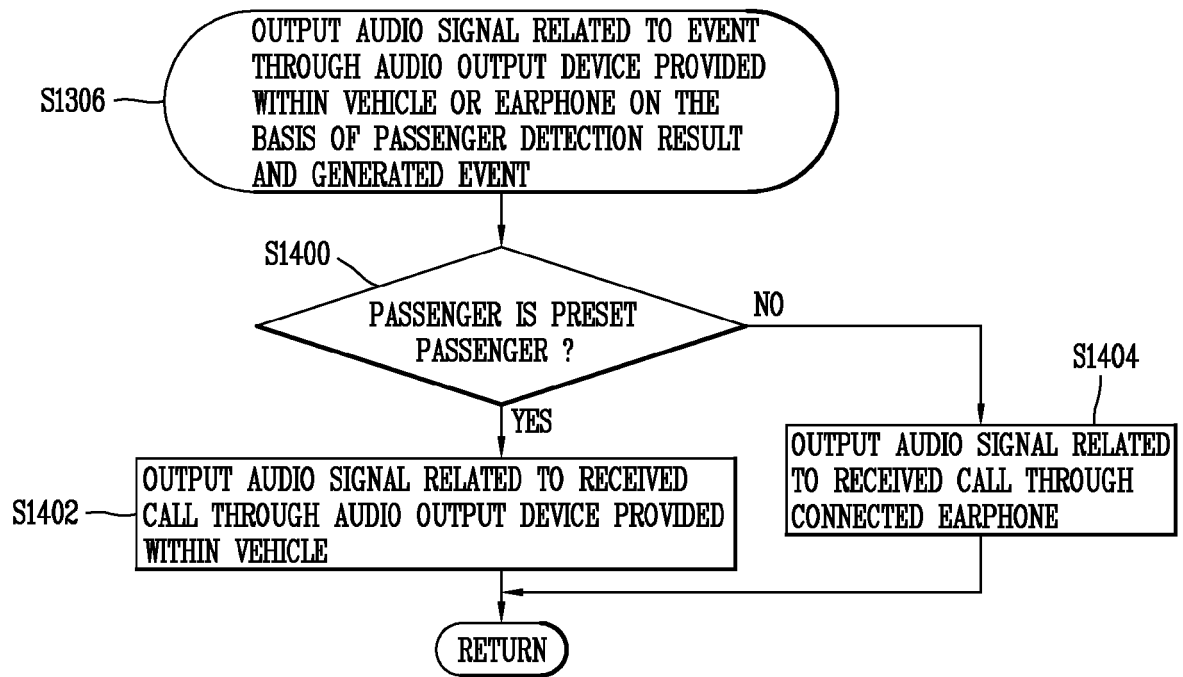 OUTPUT AUDIO SIGNAL RELATED TO EVENT
THROUGH AUDIO OUTPUT DEVICE PROVIDED
WITHIN VEHICLE OR EARPHONE ON THE
BASIS OF PASSENGER DETECTION RESULT
AND GENERATED EVENT
S1306
S1400
PASSENGER IS PRESET
PASSENGER ?
NO
YES
S1404
OUTPUT AUDIO SIGNAL RELATED
TO RECEIVED CALL THROUGH
CONNECTED EARPHONE
S1402
OUTPUT AUDIO SIGNAL RELATED TO RECEIVED
CALL THROUGH AUDIO OUTPUT DEVICE PROVIDED
WITHIN VEHICLE
RETURN